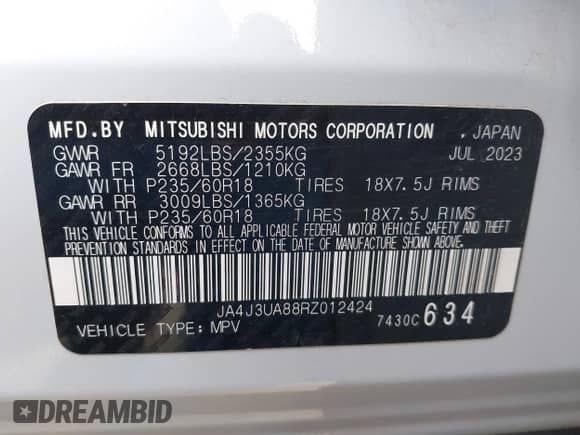 MFD.BY MITSUBISHI MOTORS CORPORATION . JAPAN
GVWR 5192LBS/2355KG JUL 2023
GAWR FR 2668LBS/1210KG
WITH P235/60R18 TIRES 18X7.5J RIMS
GAWR RR 3009LBS/1365KG
WITH P235/60R18 TIRES 18X7.5J RIMS
THIS VEHICLE CONFORMS TO ALL APPLICABLE FEDERAL MOTOR VEHICLE SAFETY AND THEFT
PREVENTION STANDARDS IN EFFECT ON THE DATE OF MANUFACTURE SHOWN ABOVE.
JA4J3UA88RZ012424
VEHICLE TYPE: MPV 7430C 634
DREAMBID